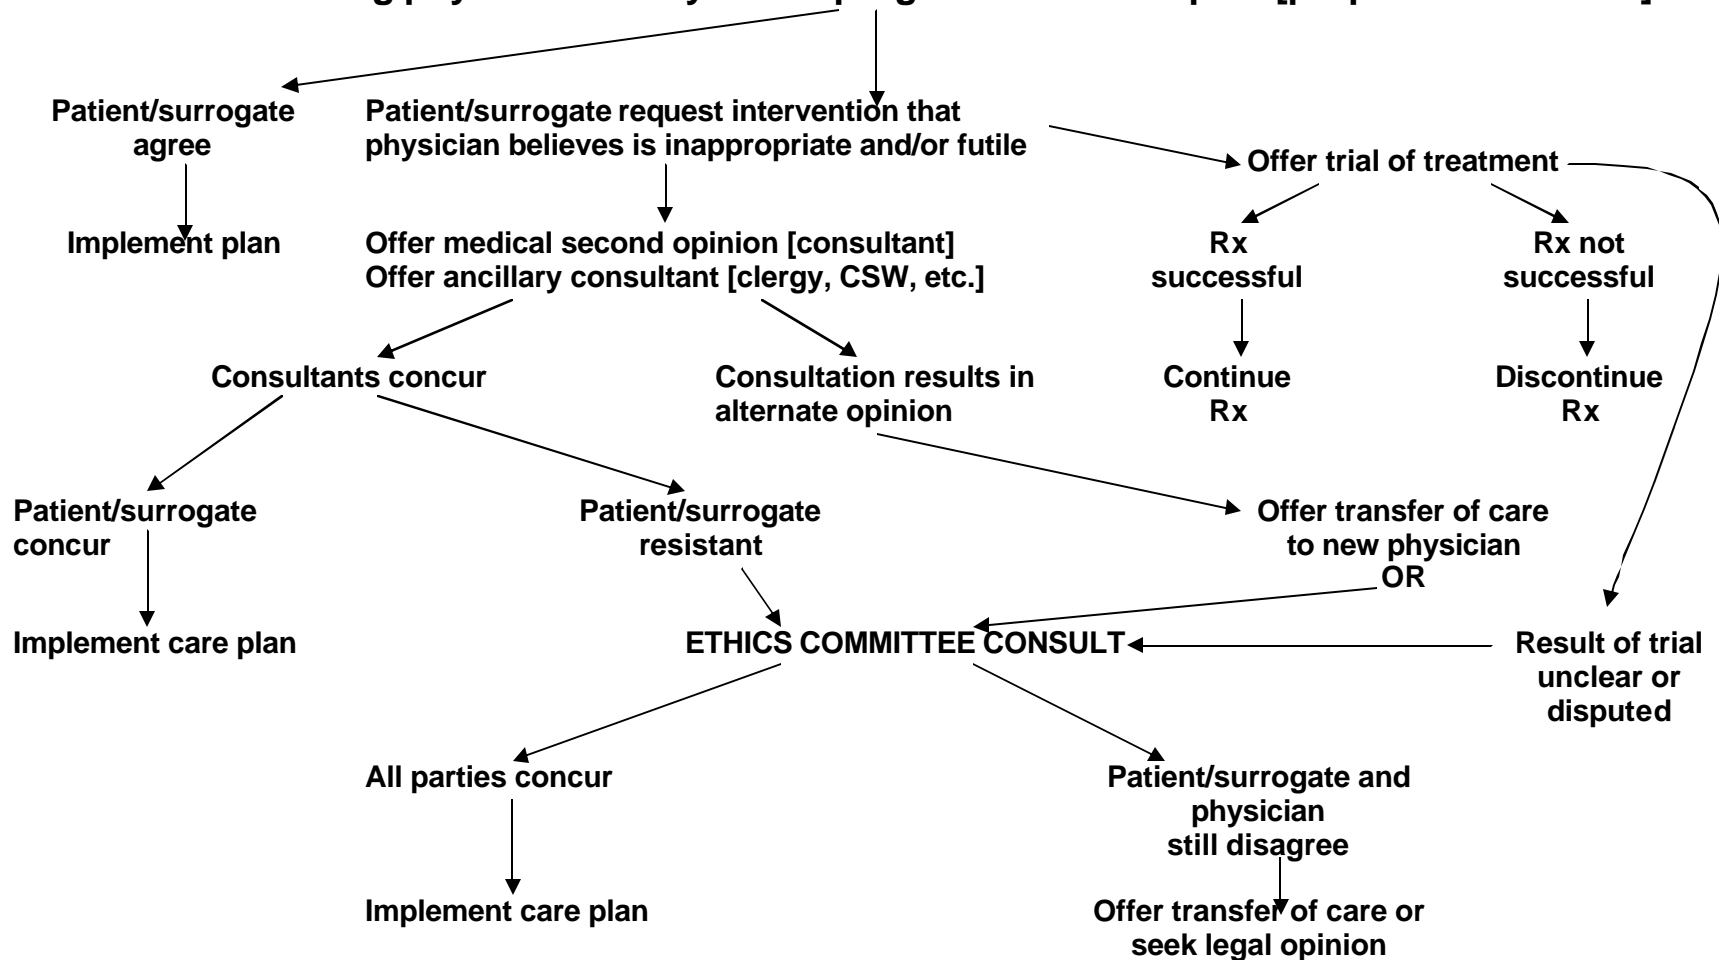 Patient/surrogate
agree
Patient/surrogate request intervention that
physician believes is inappropriate and/or futile
Offer trial of treatment
Implement plan
Offer medical second opinion [consultant]
Offer ancillary consultant [clergy, CSW, etc.]
Rx
successful
Rx not
successful
Consultants concur
Consultation results in
alternate opinion
Continue
Rx
Discontinue
Rx
Patient/surrogate
concur
Patient/surrogate
resistant
Offer transfer of care
to new physician
OR
Implement care plan
ETHICS COMMITTEE CONSULT
Result of trial
unclear or
disputed
All parties concur
Patient/surrogate and
physician
still disagree
Implement care plan
Offer transfer of care or
seek legal opinion